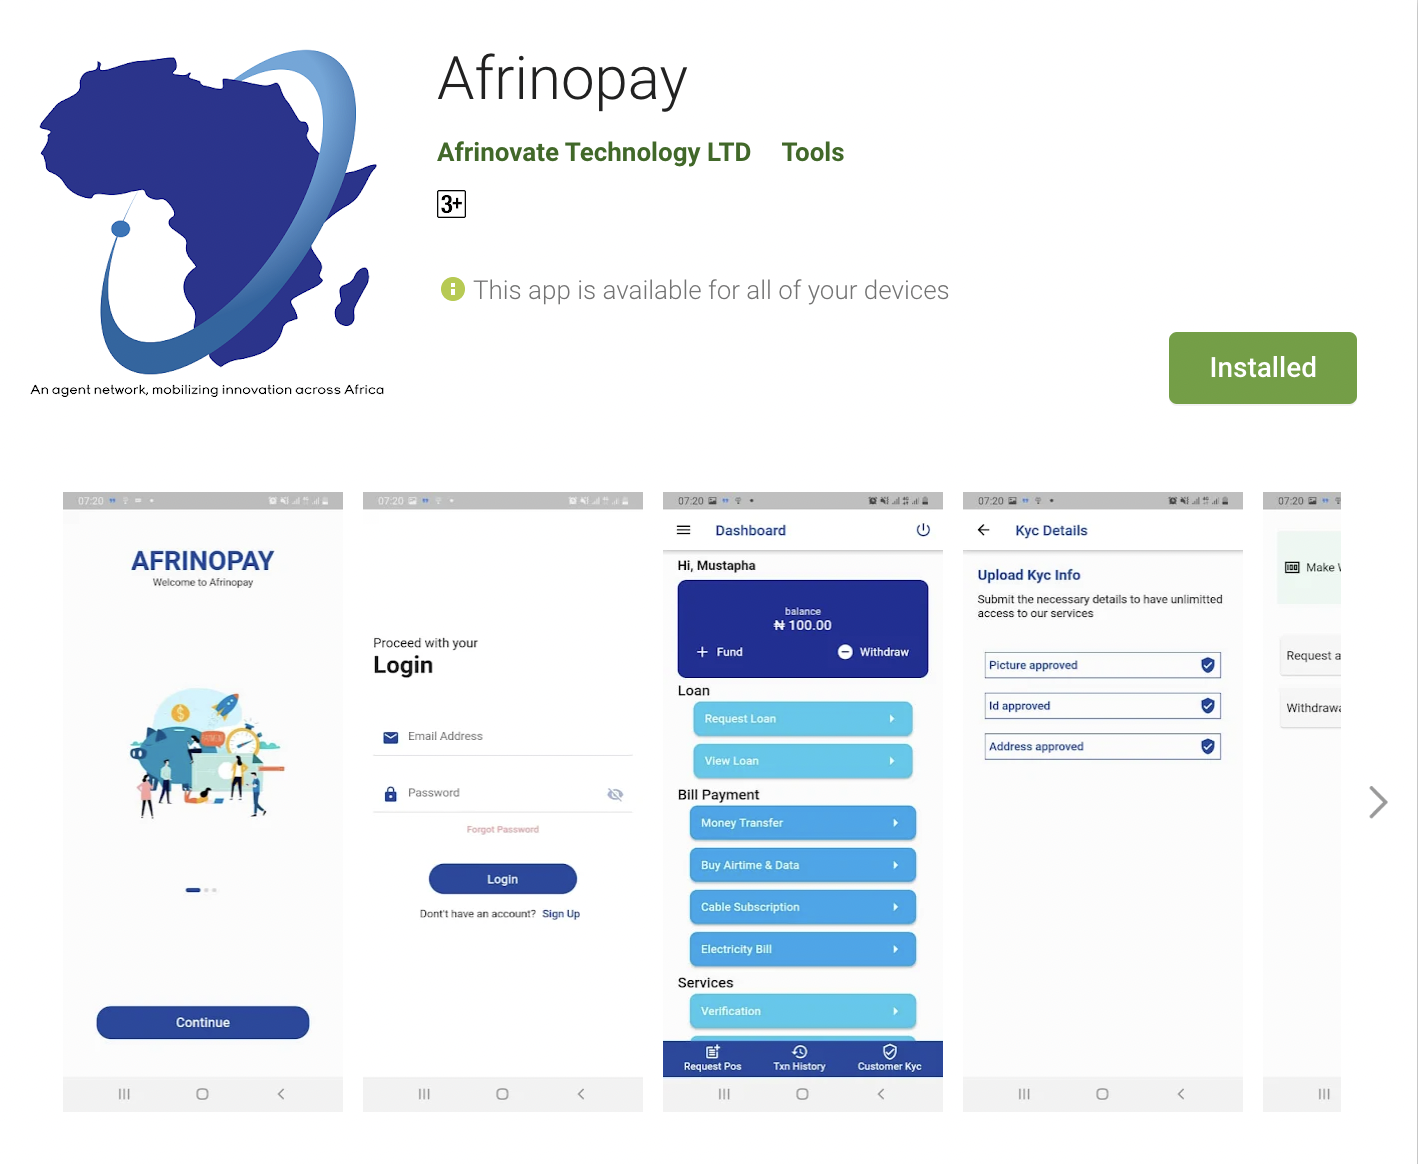 Afrinopay
Afrinovate Technology LTD Tools
3+
This app is available for all of your devices
Installed
An agent network, mobilizing innovation across Africa
07:20
AFRINOPAY
Welcome to Afrinopay
Continue
07:20
Proceed with your
Login
Email Address
Password
Forgot Password
Login
Don't have an account? Sign Up
07:20
Dashboard
Hi, Mustapha
balance
₦ 100.00
Fund
Withdraw
Loan
Request Loan
View Loan
Bill Payment
Money Transfer
Buy Airtime & Data
Cable Subscription
Electricity Bill
Services
Verification
Request Pos
Txn History
Customer Kyc
07:20
Kyc Details
Upload Kyc Info
Submit the necessary details to have unlimitted
access to our services
Picture approved
Id approved
Address approved
07:20
Make
Request a
Withdrawa